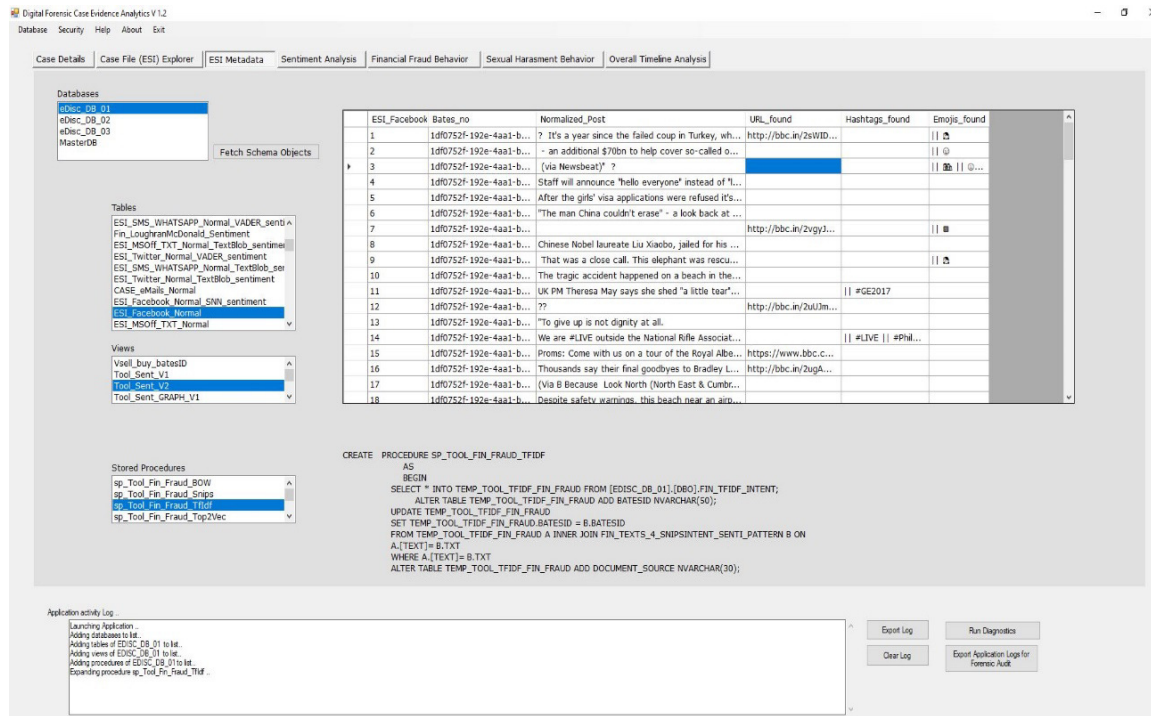 Digital Forensic Case Evidence Analytics V 1.2
Database Security Help About Exit
Case Details Case File (ESI) Explorer ESI Metadata Sentiment Analysis Financial Fraud Behavior Sexual Harasment Behavior Overall Timeline Analysis
Databases
eDisc_DB_01
eDisc_DB_02
eDisc_DB_03
MasterDB
Fetch Schema Objects
Tables
ESI_SMS_WHATSAPP_Normal_VADER_senti
Fin_LoughranMcDonald_Sentiment
ESI_MSOff_TXT_Normal_TextBlob_sentimer
ESI_Twitter_Normal_VADER_sentiment
ESI_SMS_WHATSAPP_Normal_TextBlob_ser
ESI_Twitter_Normal_TextBlob_sentiment
CASE_eMails_Normal
ESI_Facebook_Normal_SNN_sentiment
ESI_Facebook_Normal
ESI_MSOff_TXT_Normal
Views
Vsell_buy_batesID
Tool_Sent_V1
Tool_Sent_V2
Tool_Sent_GRAPH_V1
Stored Procedures
sp_Tool_Fin_Fraud_BOW
sp_Tool_Fin_Fraud_Snips
sp_Tool_Fin_Fraud_TfIdf
sp_Tool_Fin_Fraud_Top2Vec
ESI_Facebook Bates_no Normalized_Post URL_found Hashtags_found Emojis_found
1 1df0752f-192e-4aa1-b... ? It's a year since the failed coup in Turkey, wh... http://bbc.in/2sWID... ||
2 1df0752f-192e-4aa1-b... - an additional $70bn to help cover so-called o... ||
3 1df0752f-192e-4aa1-b... (via Newsbeat)" ? || || ...
4 1df0752f-192e-4aa1-b... Staff will announce "hello everyone" instead of "l...
5 1df0752f-192e-4aa1-b... After the girls' visa applications were refused it's...
6 1df0752f-192e-4aa1-b... "The man China couldn't erase" - a look back at ...
7 1df0752f-192e-4aa1-b... http://bbc.in/2vgyJ... ||
8 1df0752f-192e-4aa1-b... Chinese Nobel laureate Liu Xiaobo, jailed for his ...
9 1df0752f-192e-4aa1-b... That was a close call. This elephant was rescu... ||
10 1df0752f-192e-4aa1-b... The tragic accident happened on a beach in the...
11 1df0752f-192e-4aa1-b... UK PM Theresa May says she shed "a little tear"... || #GE2017
12 1df0752f-192e-4aa1-b... ?? http://bbc.in/2uUJm...
13 1df0752f-192e-4aa1-b... "To give up is not dignity at all.
14 1df0752f-192e-4aa1-b... We are #LIVE outside the National Rifle Associat... || #LIVE || #Phil...
15 1df0752f-192e-4aa1-b... Proms: Come with us on a tour of the Royal Albe... https://www.bbc.c...
16 1df0752f-192e-4aa1-b... Thousands say their final goodbyes to Bradley L... http://bbc.in/2ugA...
17 1df0752f-192e-4aa1-b... (Via B Because Look North (North East & Cumbr...
18 1df0752f-192e-4aa1-b... Despite safety warnings, this beach near an airp...
CREATE PROCEDURE SP_TOOL_FIN_FRAUD_TFIDF
AS
BEGIN
SELECT * INTO TEMP_TOOL_TFIDF_FIN_FRAUD FROM [EDISC_DB_01].[DBO].FIN_TFIDF_INTENT;
ALTER TABLE TEMP_TOOL_TFIDF_FIN_FRAUD ADD BATESID NVARCHAR(50);
UPDATE TEMP_TOOL_TFIDF_FIN_FRAUD
SET TEMP_TOOL_TFIDF_FIN_FRAUD.BATESID = B.BATESID
FROM TEMP_TOOL_TFIDF_FIN_FRAUD A INNER JOIN FIN_TEXTS_4_SNIPSINTENT_SENTI_PATTERN B ON
A.[TEXT]= B.TXT
WHERE A.[TEXT]= B.TXT
ALTER TABLE TEMP_TOOL_TFIDF_FIN_FRAUD ADD DOCUMENT_SOURCE NVARCHAR(30);
Application activity Log ..
Launching Application ..
Adding databases to list..
Adding tables of EDISC_DB_01 to list..
Adding views of EDISC_DB_01 to list..
Adding procedures of EDISC_DB_01 to list..
Expanding procedure sp_Tool_Fin_Fraud_TfIdf ..
Export Log
Run Diagnostics
Clear Log
Export Application Logs for
Forensic Audit